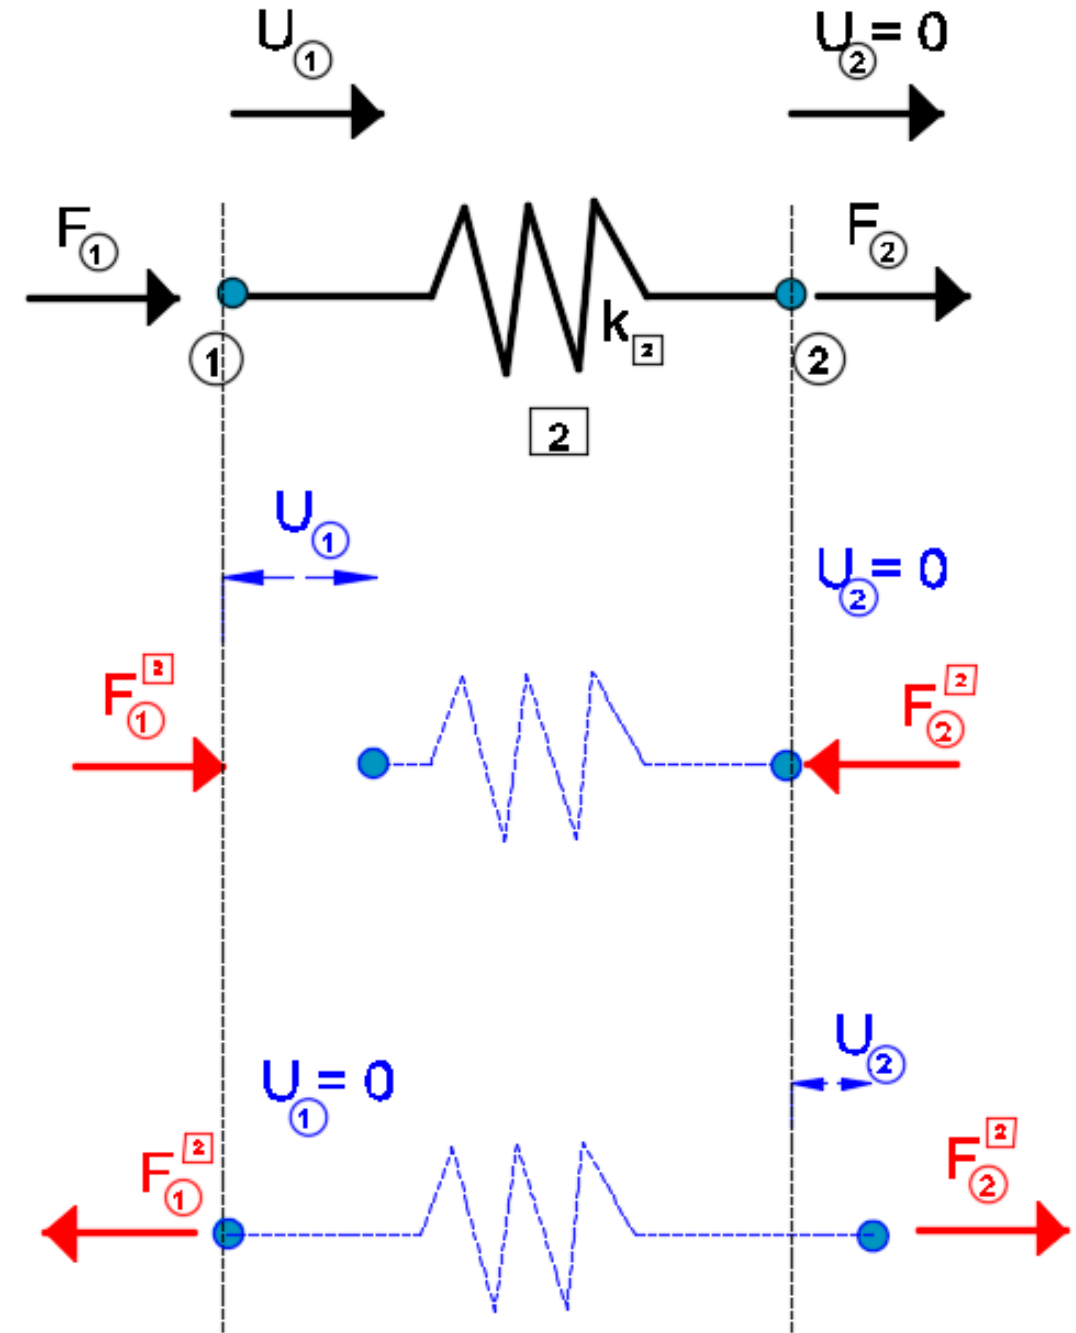 U① U② = 0
F① F②
k 2
① ②
2
U①
U② = 0
F① 2 F② 2
U②
U① = 0
F① 2 F② 2